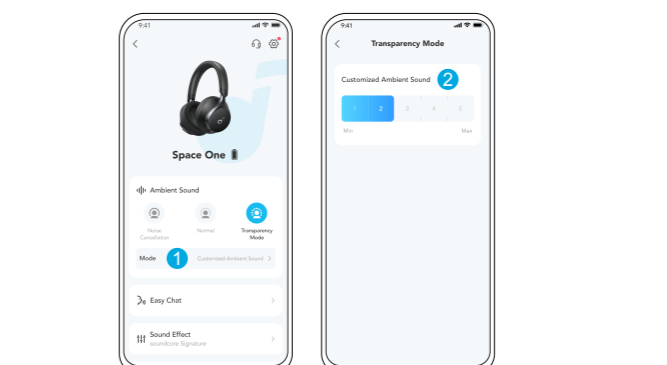 9:41
Space One
Ambient Sound
Noise
Cancellation
Normal
Transparency
Mode
Mode
1
Customized Ambient Sound
Easy Chat
Sound Effect
soundcore Signature
9:41
Transparency Mode
Customized Ambient Sound
2
1 2 3 4 5
Min Max